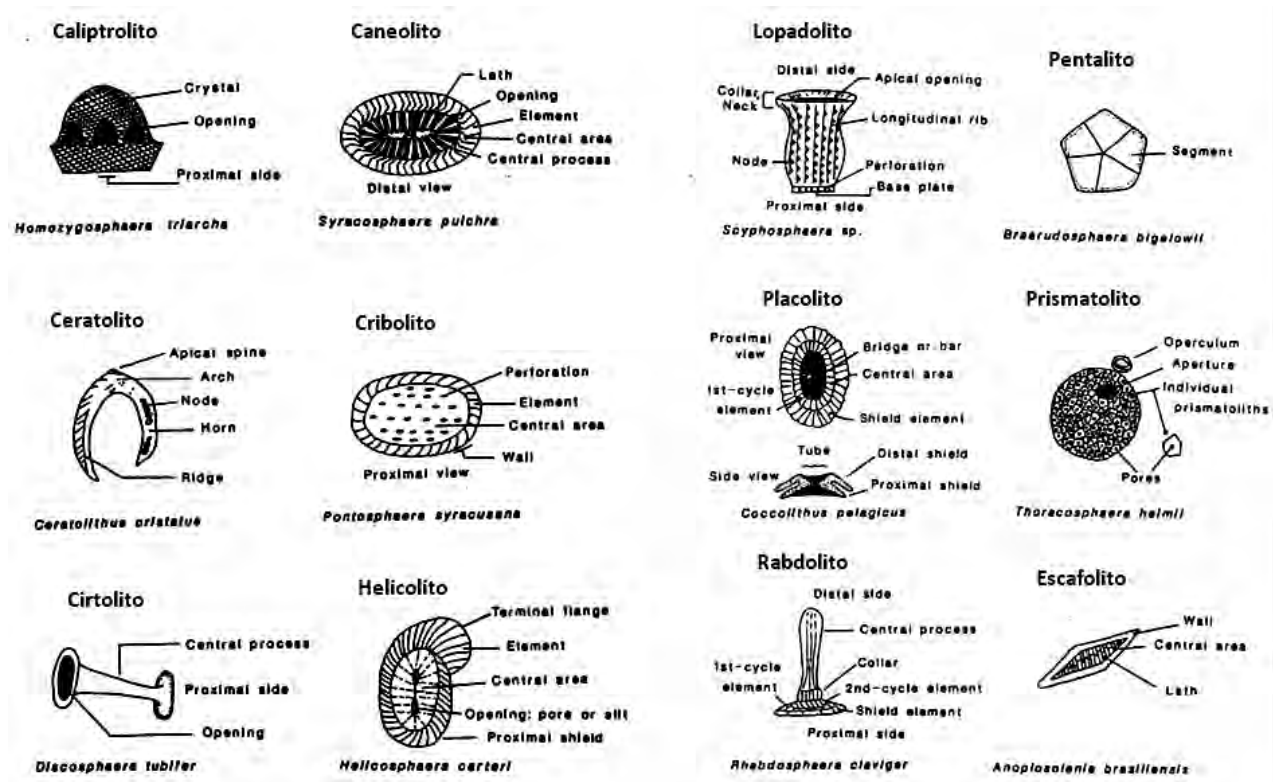 Caliptrolito
Crystal
Opening
Proximal side
Homozygosphaera triarcha
Caneolito
Lath
Opening
Element
Central area
Central process
Distal view
Syracosphaera pulchra
Lopadolito
Distal side
Apical opening
Collar,
Neck
Longitudinal rib
Node
Perforation
Base plate
Proximal side
Scyphosphaera sp.
Pentalito
Segment
Braarudosphaera bigelowii
Ceratolito
Apical spine
Arch
Node
Horn
Ridge
Ceratolithus cristatus
Cribolito
Perforation
Element
Central area
Wall
Proximal view
Pontosphaera syracusana
Placolito
Proximal
view
Bridge or bar
Central area
1st-cycle
element
Shield element
Tube
Side view
Distal shield
Proximal shield
Coccolithus pelagicus
Prismatolito
Operculum
Aperture
Individual
prismatoliths
Pores
Thoracosphaera heimii
Cirtolito
Central process
Proximal side
Opening
Discosphaera tubifer
Helicolito
Terminal flange
Element
Central area
Opening: pore or slit
Proximal shield
Helicosphaera carteri
Rabdolito
Distal side
Central process
Collar
1st-cycle
element
2nd-cycle element
Shield element
Proximal side
Rhabdosphaera claviger
Escafolito
Wall
Central area
Lath
Anoplosolenia brasiliensis